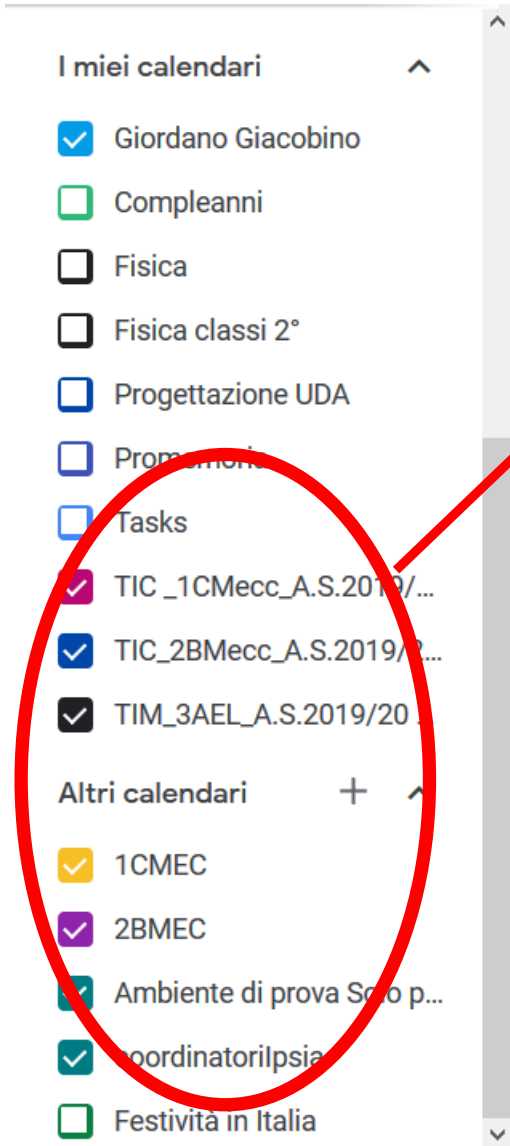 I miei calendari
Giordano Giacobino
Compleanni
Fisica
Fisica classi 2°
Progettazione UDA
Promemoria
Tasks
TIC _1CMecc_A.S.2019/...
TIC_2BMecc_A.S.2019/2...
TIM_3AEL_A.S.2019/20 ...
Altri calendari
1CMEC
2BMEC
Ambiente di prova Solo p...
coordinatoriIpsia
Festività in Italia